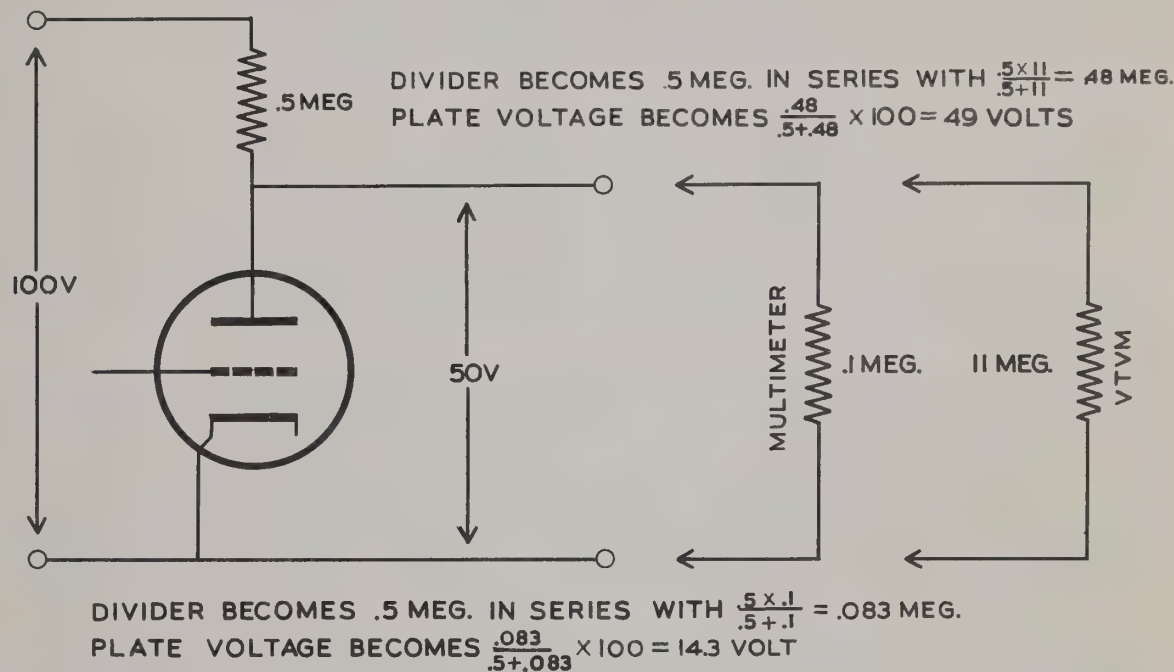 .5 MEG
DIVIDER BECOMES .5 MEG. IN SERIES WITH .5 X 11 / .5 + 11 = .48 MEG.
PLATE VOLTAGE BECOMES .48 / .5+.48 X 100 = 49 VOLTS
100V
50V
MULTIMETER
.1 MEG.
11 MEG.
VTVM
DIVIDER BECOMES .5 MEG. IN SERIES WITH .5 X .1 / .5 + .1 = .083 MEG.
PLATE VOLTAGE BECOMES .083 / .5+.083 X 100 = 14.3 VOLT